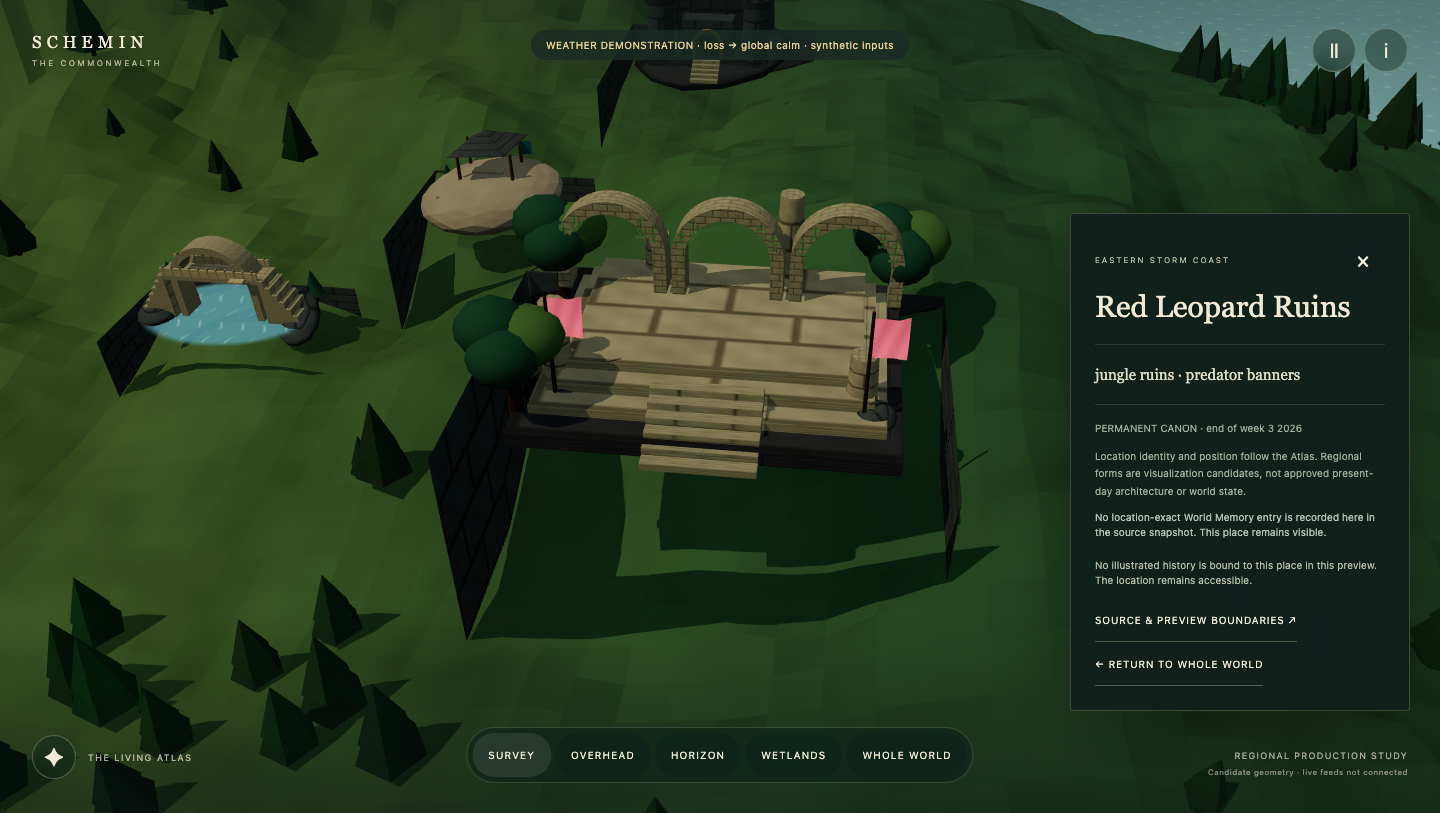 SCHEMIN
THE COMMONWEALTH
WEATHER DEMONSTRATION · loss → global calm · synthetic inputs
i
EASTERN STORM COAST
Red Leopard Ruins
jungle ruins · predator banners
PERMANENT CANON · end of week 3 2026
Location identity and position follow the Atlas. Regional
forms are visualization candidates, not approved present-
day architecture or world state.
No location-exact World Memory entry is recorded here in
the source snapshot. This place remains visible.
No illustrated history is bound to this place in this preview.
The location remains accessible.
SOURCE & PREVIEW BOUNDARIES ↗
← RETURN TO WHOLE WORLD
THE LIVING ATLAS
SURVEY
OVERHEAD
HORIZON
WETLANDS
WHOLE WORLD
REGIONAL PRODUCTION STUDY
Candidate geometry · live feeds not connected